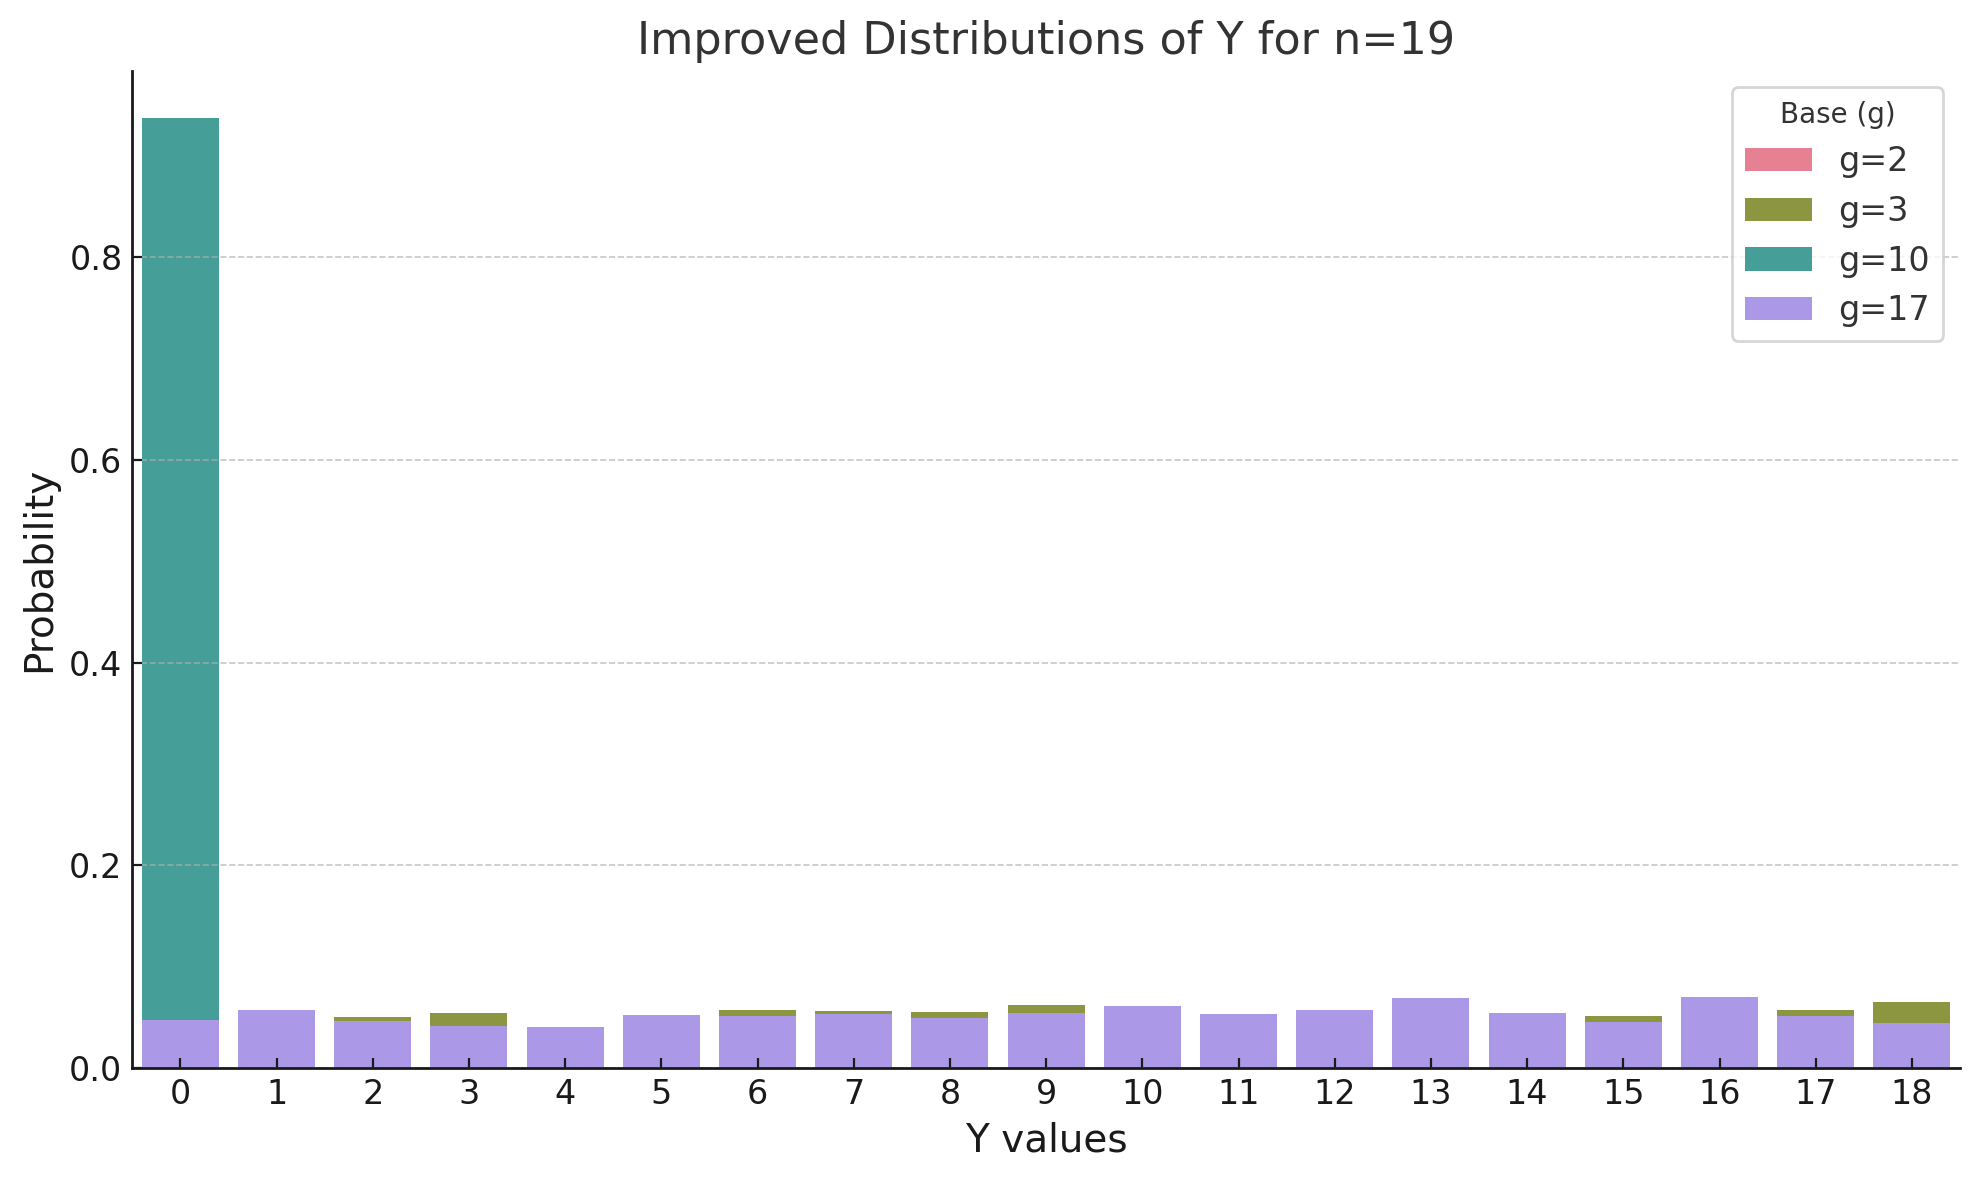 Improved Distributions of Y for n=19
Base (g)
g=2
g=3
g=10
g=17
Probability
0.8
0.6
0.4
0.2
0.0
0 1 2 3 4 5 6 7 8 9 10 11 12 13 14 15 16 17 18
Y values